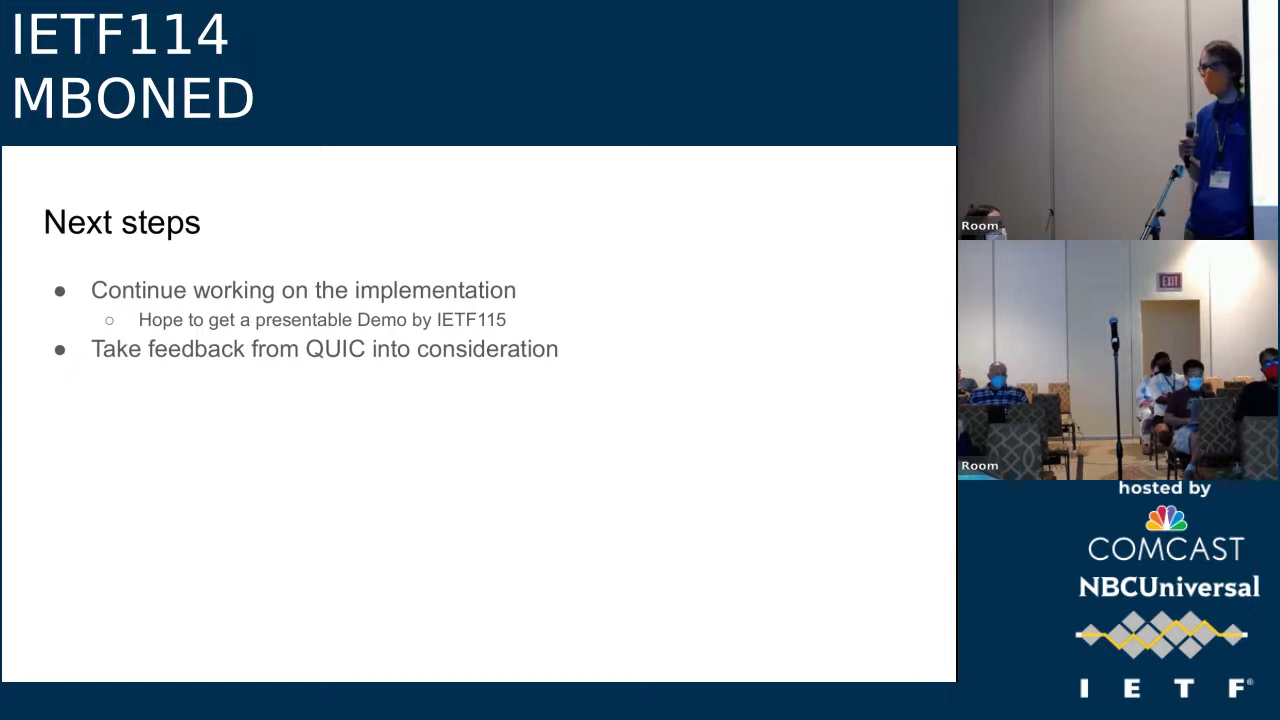 IETF114
MBONED
Next steps
● Continue working on the implementation
○ Hope to get a presentable Demo by IETF115
● Take feedback from QUIC into consideration
Room
EXIT
Room
hosted by
COMCAST
NBCUniversal
I E T F®